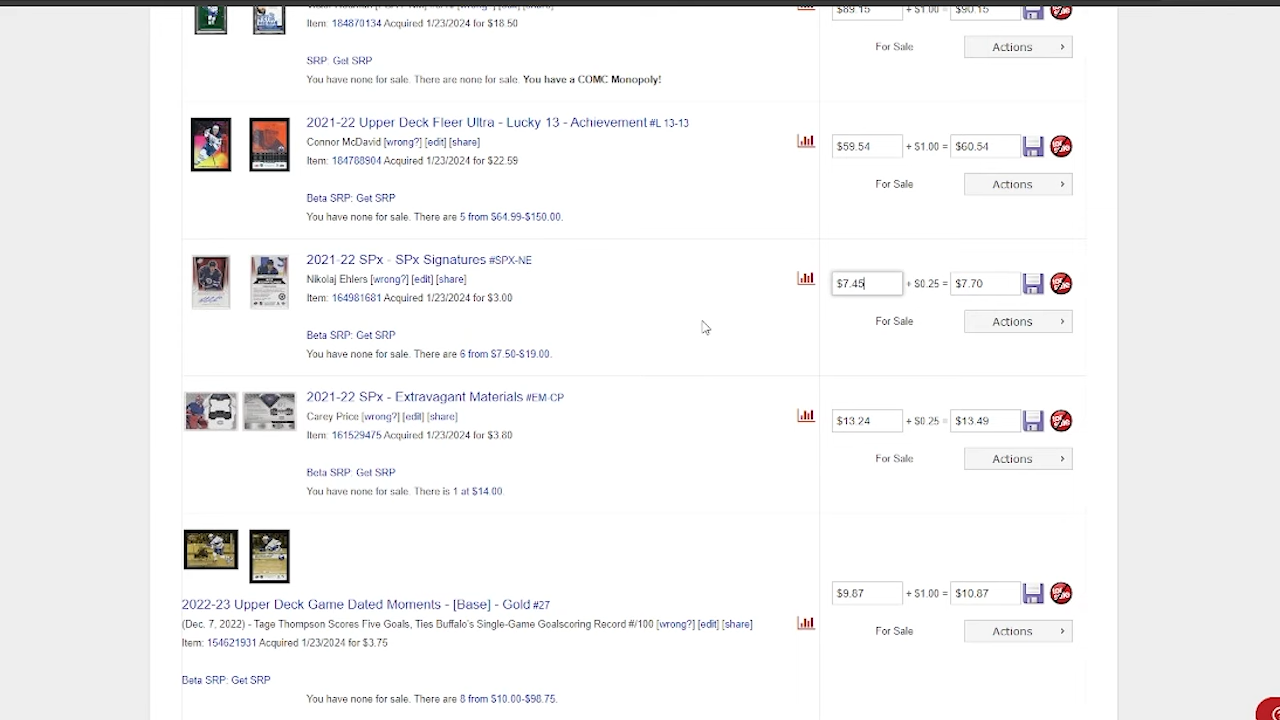 Item: 184870134 Acquired 1/23/2024 for $18.50
$89.15 + $1.00 = $90.15
For Sale Actions ›
SRP: Get SRP
You have none for sale. There are none for sale. You have a COMC Monopoly!
2021-22 Upper Deck Fleer Ultra - Lucky 13 - Achievement #L 13-13
Connor McDavid [wrong?] [edit] [share]
$59.54 + $1.00 = $60.54
Item: 184788904 Acquired 1/23/2024 for $22.59
For Sale Actions ›
Beta SRP: Get SRP
You have none for sale. There are 5 from $64.99-$150.00.
2021-22 SPx - SPx Signatures #SPX-NE
Nikolaj Ehlers [wrong?] [edit] [share]
$7.45 + $0.25 = $7.70
Item: 164981681 Acquired 1/23/2024 for $3.00
For Sale Actions ›
Beta SRP: Get SRP
You have none for sale. There are 6 from $7.50-$19.00.
2021-22 SPx - Extravagant Materials #EM-CP
Carey Price [wrong?] [edit] [share]
$13.24 + $0.25 = $13.49
Item: 161529475 Acquired 1/23/2024 for $3.80
For Sale Actions ›
Beta SRP: Get SRP
You have none for sale. There is 1 at $14.00.
2022-23 Upper Deck Game Dated Moments - [Base] - Gold #27
$9.87 + $1.00 = $10.87
(Dec. 7, 2022) - Tage Thompson Scores Five Goals, Ties Buffalo's Single-Game Goalscoring Record #/100 [wrong?] [edit] [share]
For Sale Actions ›
Item: 154621931 Acquired 1/23/2024 for $3.75
Beta SRP: Get SRP
You have none for sale. There are 8 from $10.00-$98.75.